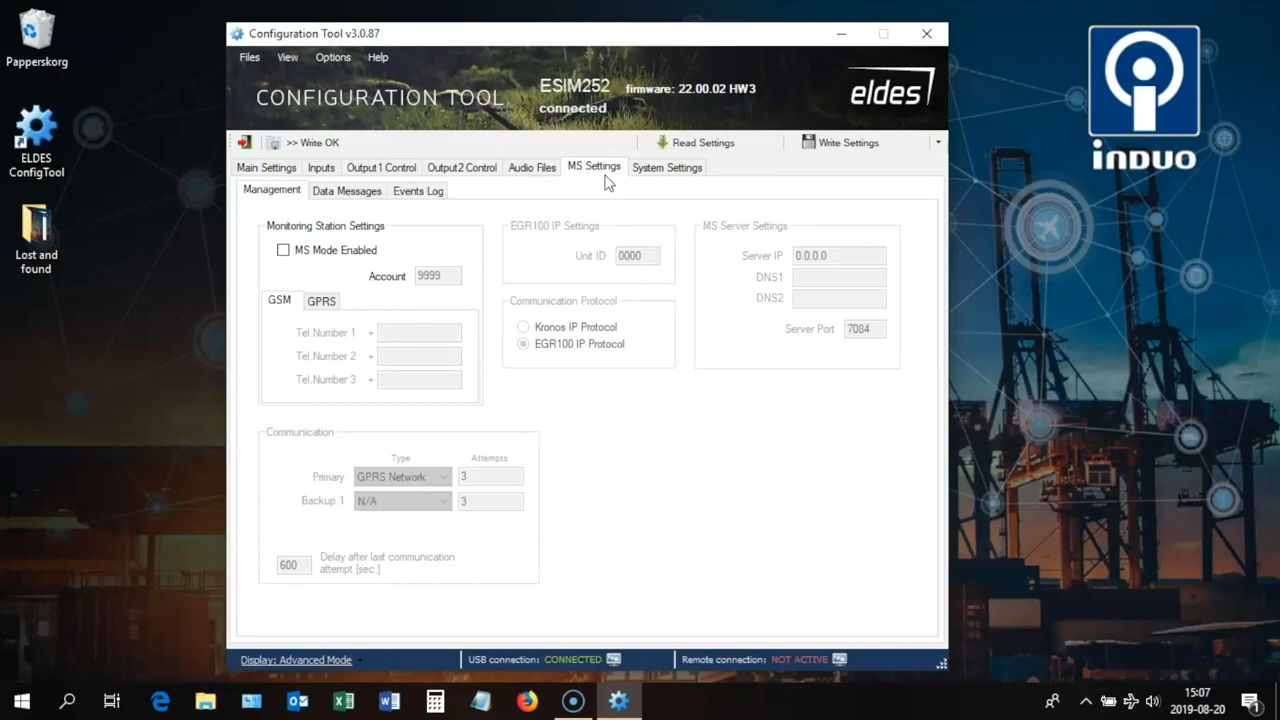 Papperskorg
ELDES
ConfigTool
Lost and
found
Configuration Tool v3.0.87
Files View Options Help
CONFIGURATION TOOL
ESIM252 firmware: 22.00.02 HW3
connected
eldes
>> Write OK Read Settings Write Settings
Main Settings Inputs Output1 Control Output2 Control Audio Files MS Settings System Settings
Management Data Messages Events Log
Monitoring Station Settings
MS Mode Enabled
Account 9999
GSM GPRS
Tel.Number 1 +
Tel.Number 2 +
Tel.Number 3 +
EGR100 IP Settings
Unit ID 0000
Communication Protocol
Kronos IP Protocol
EGR100 IP Protocol
MS Server Settings
Server IP 0.0.0.0
DNS1
DNS2
Server Port 7084
Communication
Type Attempts
Primary GPRS Network 3
Backup 1 N/A 3
600 Delay after last communication
attempt [sec.]
Display: Advanced Mode USB connection: CONNECTED Remote connection: NOT ACTIVE
INDUO
15:07
2019-08-20
1